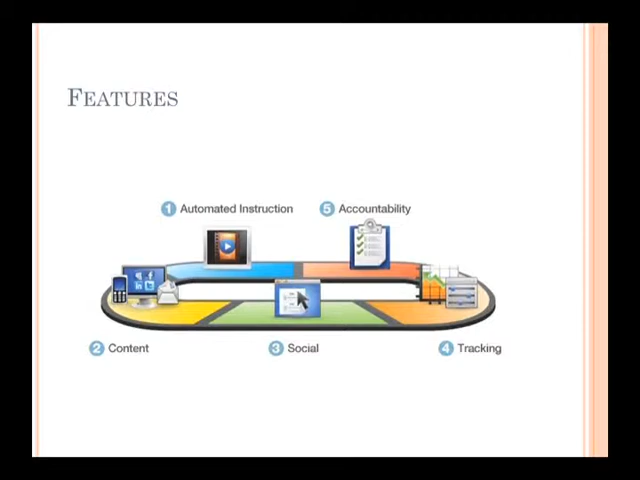 FEATURES
1 Automated Instruction
5 Accountability
2 Content
3 Social
4 Tracking